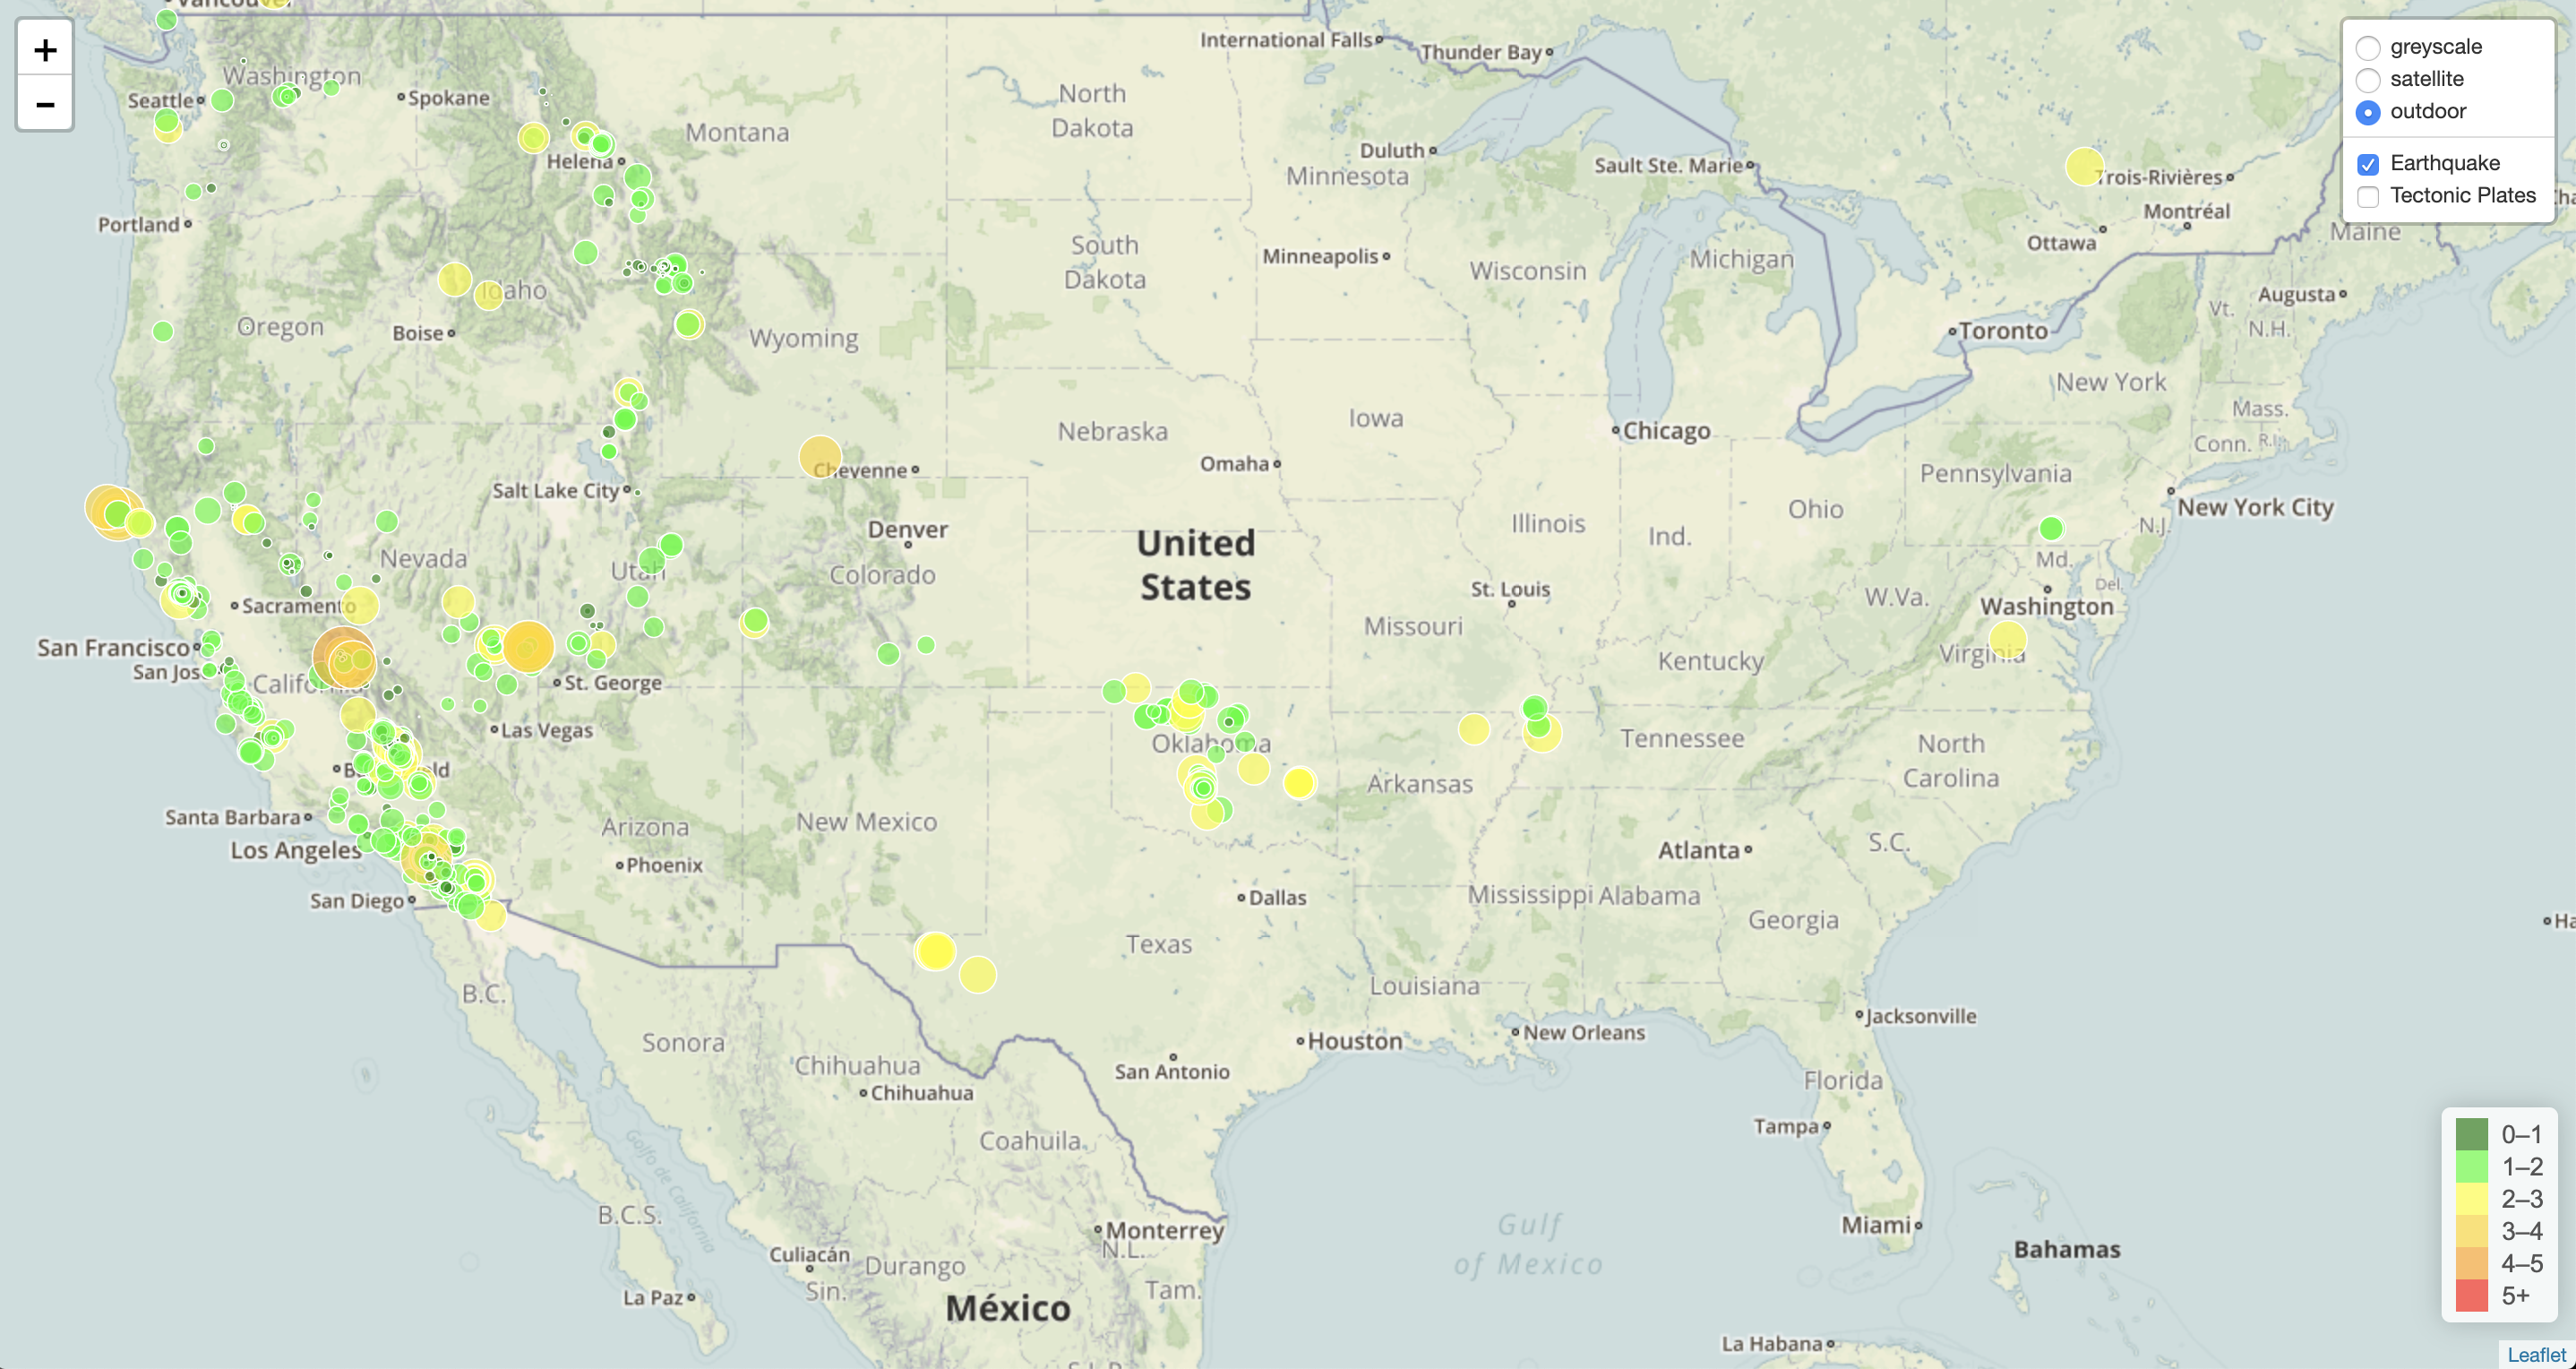 +
−
greyscale
satellite
outdoor
Earthquake
Tectonic Plates
Vancouver
International Falls
Thunder Bay
Washington
Seattle
Spokane
North
Dakota
Montana
Duluth
Minnesota
Sault Ste. Marie
Trois-Rivières
Montréal
Helena
Portland
Ottawa
Maine
South
Dakota
Minneapolis
Wisconsin
Michigan
Idaho
Augusta
Vt.
N.H.
Oregon
Boise
Wyoming
Toronto
New York
Mass.
Conn.
R.I.
Nebraska
Iowa
Chicago
Cheyenne
Omaha
Pennsylvania
Salt Lake City
New York City
Denver
Illinois
Ind.
Ohio
N.J.
United
States
Nevada
Utah
Colorado
Md.
Del.
St. Louis
W.Va.
Sacramento
Washington
Missouri
San Francisco
San Jos
Virginia
Kentucky
California
St. George
Las Vegas
Oklahoma
Tennessee
North
Carolina
B
ld
Arkansas
Santa Barbara
Arizona
New Mexico
Los Angeles
Phoenix
Atlanta
S.C.
San Diego
Dallas
Mississippi
Alabama
Georgia
Ha
Texas
B.C.
Louisiana
Jacksonville
Sonora
Houston
New Orleans
Chihuahua
Chihuahua
San Antonio
Florida
Coahuila
Tampa
Golfo de California
B.C.S.
Monterrey
N.L.
Gulf
of Mexico
Miami
Bahamas
Culiacán
Sin.
Durango
Tam.
La Paz
México
La Habana
S.L.P.
0–1
1–2
2–3
3–4
4–5
5+
Leaflet